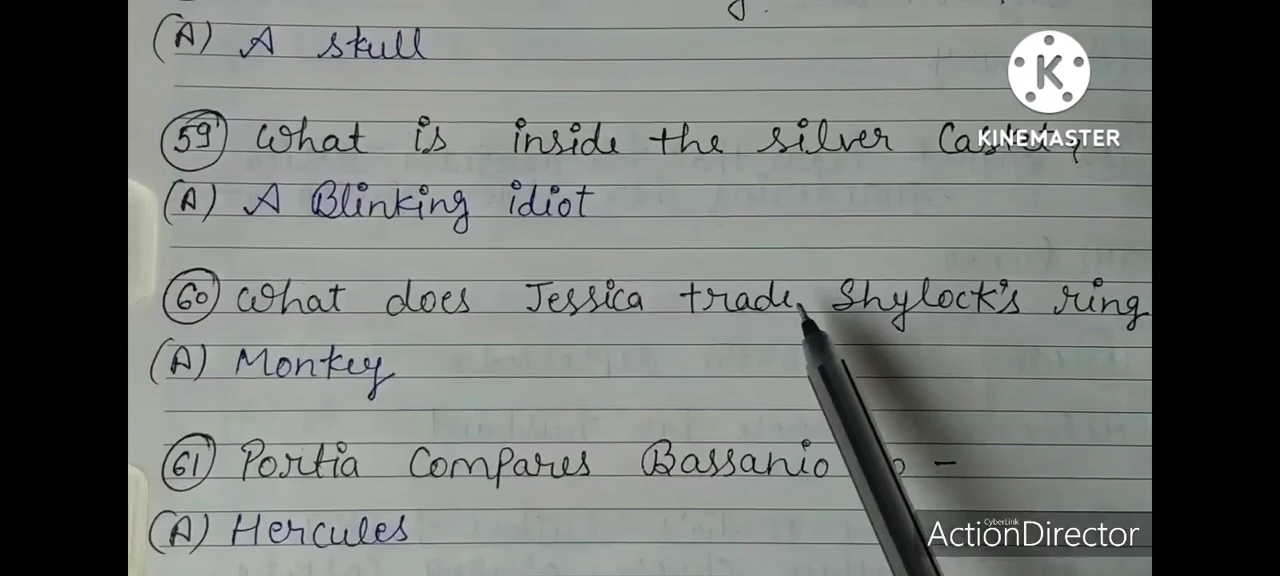 (A) A skull
KINEMASTER
59 What is inside the silver
(A) A Blinking idiot
60 What does Jessica trade Shylock's ring
(A) Monkey
61 Portia Compares Bassanio -
(A) Hercules
CyberLink
ActionDirector